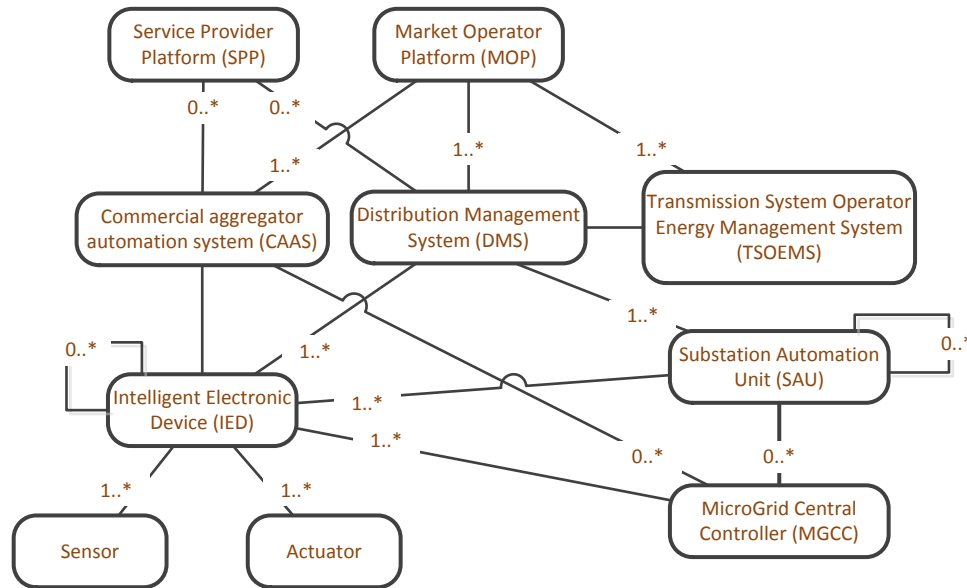 Service Provider
Platform (SPP)
Market Operator
Platform (MOP)
0..*
0..*
1..*
1..*
1..*
Commercial aggregator
automation system (CAAS)
Distribution Management
System (DMS)
Transmission System Operator
Energy Management System
(TSOEMS)
1..*
0..*
1..*
0..*
Substation Automation
Unit (SAU)
Intelligent Electronic
Device (IED)
1..*
1..*
0..*
0..*
1..*
1..*
MicroGrid Central
Controller (MGCC)
Sensor
Actuator